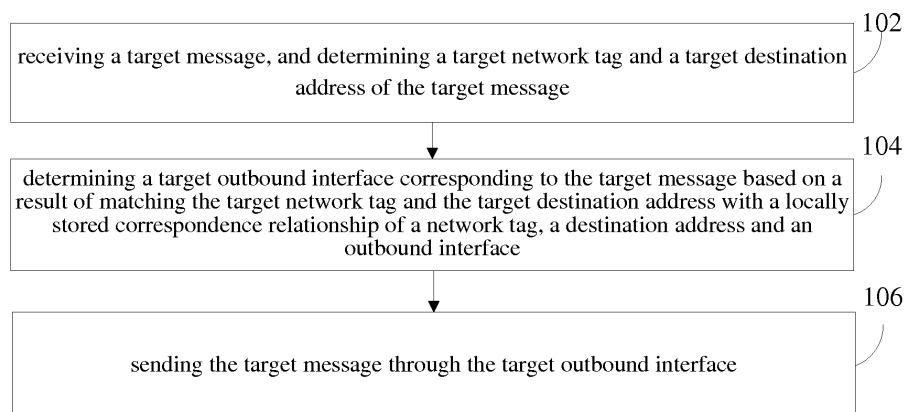 102
receiving a target message, and determining a target network tag and a target destination
address of the target message
104
determining a target outbound interface corresponding to the target message based on a
result of matching the target network tag and the target destination address with a locally
stored correspondence relationship of a network tag, a destination address and an
outbound interface
106
sending the target message through the target outbound interface